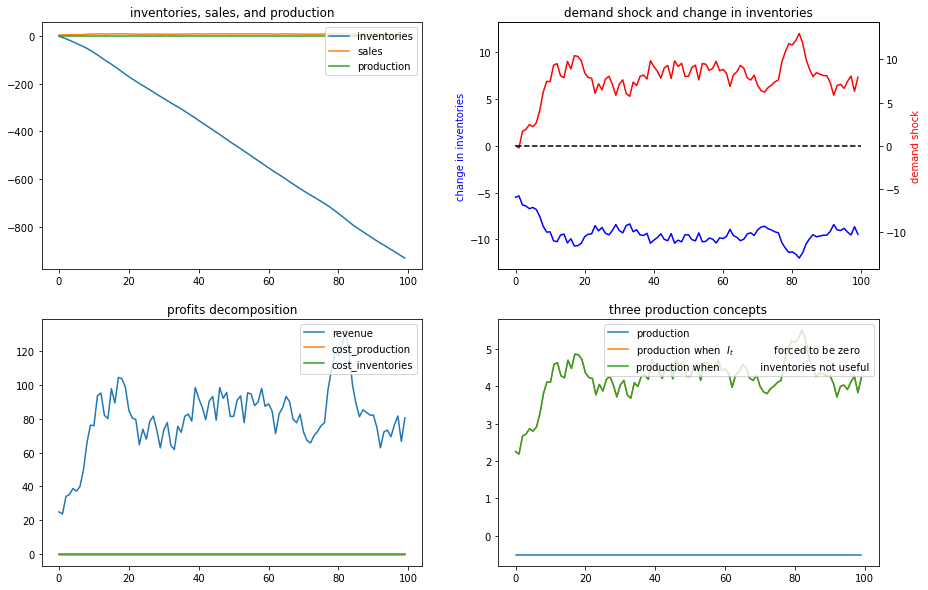 inventories, sales, and production
0
−200
−400
−600
−800
0 20 40 60 80 100
inventories
sales
production
demand shock and change in inventories
change in inventories
10
5
0
−5
−10
0 20 40 60 80 100
10
5
0
−5
−10
demand shock
profits decomposition
120
100
80
60
40
20
0
0 20 40 60 80 100
revenue
cost_production
cost_inventories
three production concepts
5
4
3
2
1
0
0 20 40 60 80 100
production
production when I_t forced to be zero
production when inventories not useful